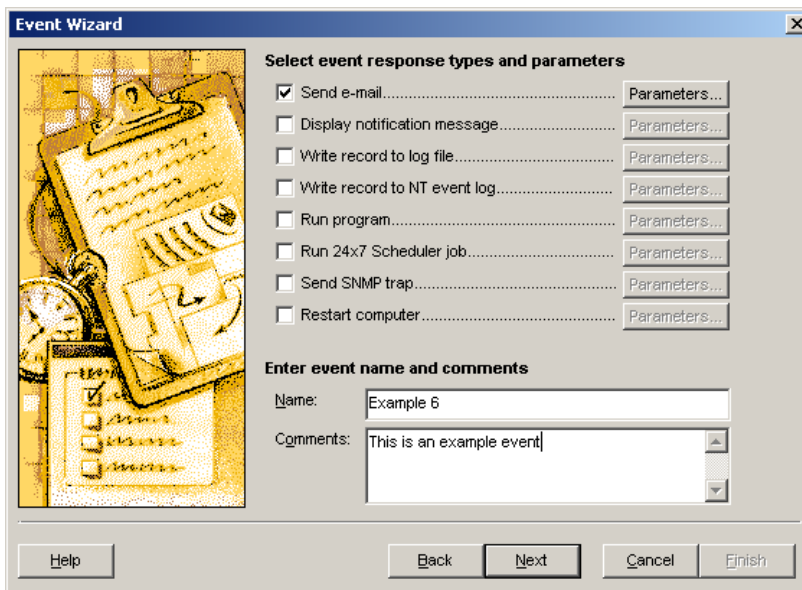 Event Wizard
Select event response types and parameters
Send e-mail........................................................ Parameters...
Display notification message........................... Parameters...
Write record to log file..................................... Parameters...
Write record to NT event log........................... Parameters...
Run program..................................................... Parameters...
Run 24x7 Scheduler job.................................. Parameters...
Send SNMP trap.............................................. Parameters...
Restart computer............................................. Parameters...
Enter event name and comments
Name: Example 6
Comments: This is an example event
Help Back Next Cancel Finish